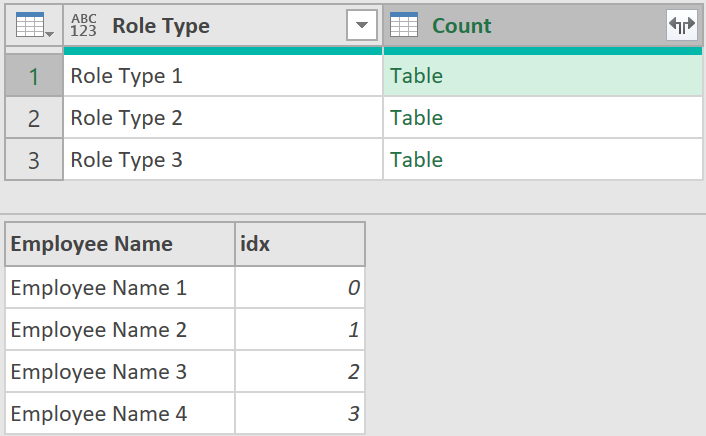 ABC 123 Role Type Count
1 Role Type 1 Table
2 Role Type 2 Table
3 Role Type 3 Table
Employee Name idx
Employee Name 1 0
Employee Name 2 1
Employee Name 3 2
Employee Name 4 3